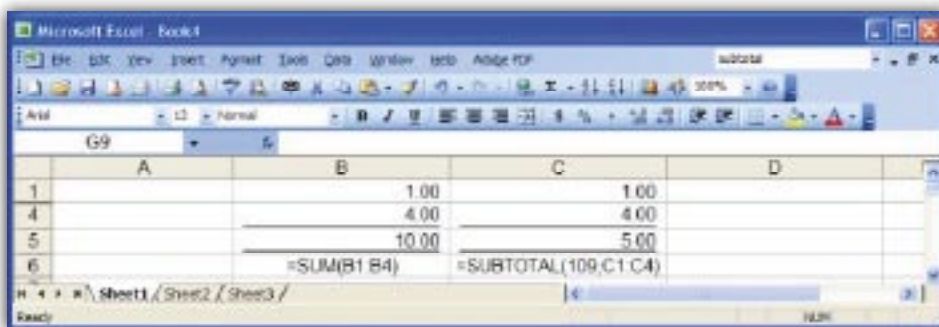 Microsoft Excel - Book4
File Edit View Insert Format Tools Data Window Help Adobe PDF subtotal
100%
Arial 12 Normal B I U $ %
G9 fx
A B C D
1 1.00 1.00
4 4.00 4.00
5 10.00 5.00
6 =SUM(B1:B4) =SUBTOTAL(109,C1:C4)
Sheet1 / Sheet2 / Sheet3 /
Ready NUM